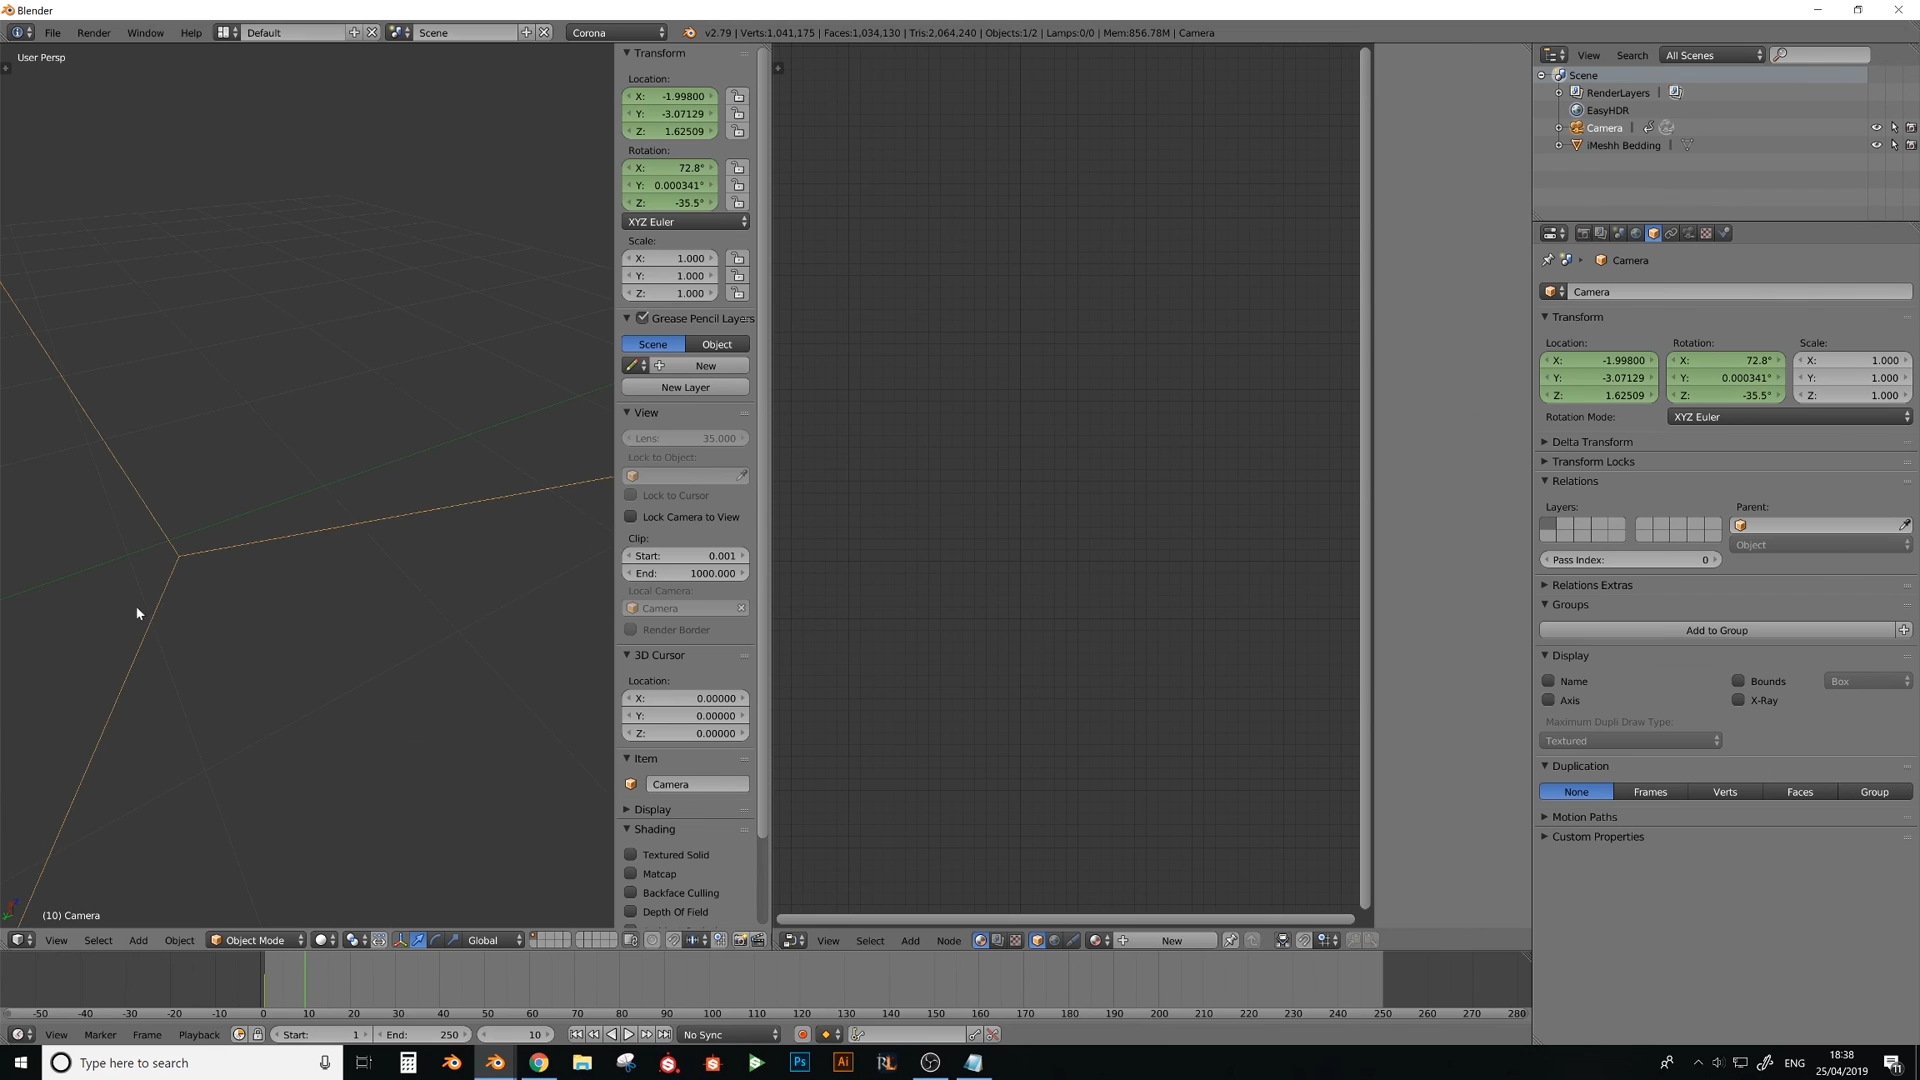 Blender
File Render Window Help Default Scene Corona v2.79 | Verts:1,041,175 | Faces:1,034,130 | Tris:2,064,240 | Objects:1/2 | Lamps:0/0 | Mem:856.78M | Camera
User Persp
Transform
Location:
X: -1.99800
Y: -3.07129
Z: 1.62509
Rotation:
X: 72.8°
Y: 0.000341°
Z: -35.5°
XYZ Euler
Scale:
X: 1.000
Y: 1.000
Z: 1.000
Grease Pencil Layers
Scene Object
New
New Layer
View
Lens: 35.000
Lock to Object:
Lock to Cursor
Lock Camera to View
Clip:
Start: 0.001
End: 1000.000
Local Camera:
Camera
Render Border
3D Cursor
Location:
X: 0.00000
Y: 0.00000
Z: 0.00000
Item
Camera
Display
Shading
Textured Solid
Matcap
Backface Culling
Depth Of Field
(10) Camera
View Select Add Object Object Mode Global
View Select Add Node New
View Search All Scenes
Scene
RenderLayers |
EasyHDR
Camera |
iMeshh Bedding |
Camera
Camera
Transform
Location: Rotation: Scale:
X: -1.99800 X: 72.8° X: 1.000
Y: -3.07129 Y: 0.000341° Y: 1.000
Z: 1.62509 Z: -35.5° Z: 1.000
Rotation Mode: XYZ Euler
Delta Transform
Transform Locks
Relations
Layers: Parent:
Object
Pass Index: 0
Relations Extras
Groups
Add to Group
Display
Name Bounds Box
Axis X-Ray
Maximum Dupli Draw Type:
Textured
Duplication
None Frames Verts Faces Group
Motion Paths
Custom Properties
-50 -40 -30 -20 -10 0 10 20 30 40 50 60 70 80 90 100 110 120 130 140 150 160 170 180 190 200 210 220 230 240 250 260 270 280
View Marker Frame Playback Start: 1 End: 250 10 No Sync
Type here to search Ps Ai RL ENG 18:38
25/04/2019 11